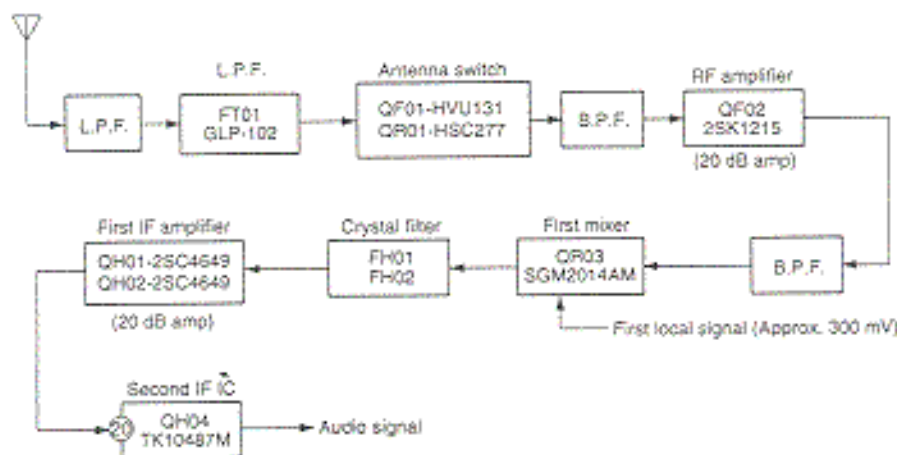 L.P.F.
Antenna switch
RF amplifier
L.P.F.
FT01
GLP-102
QF01-HVU131
QR01-HSC277
B.P.F.
QF02
2SK1215
(20 dB amp)
First IF amplifier
Crystal filter
First mixer
QH01-2SC4649
QH02-2SC4649
FH01
FH02
QR03
SGM2014AM
B.P.F.
(20 dB amp)
First local signal (Approx. 300 mV)
Second IF IC
20
QH04
TK10487M
Audio signal